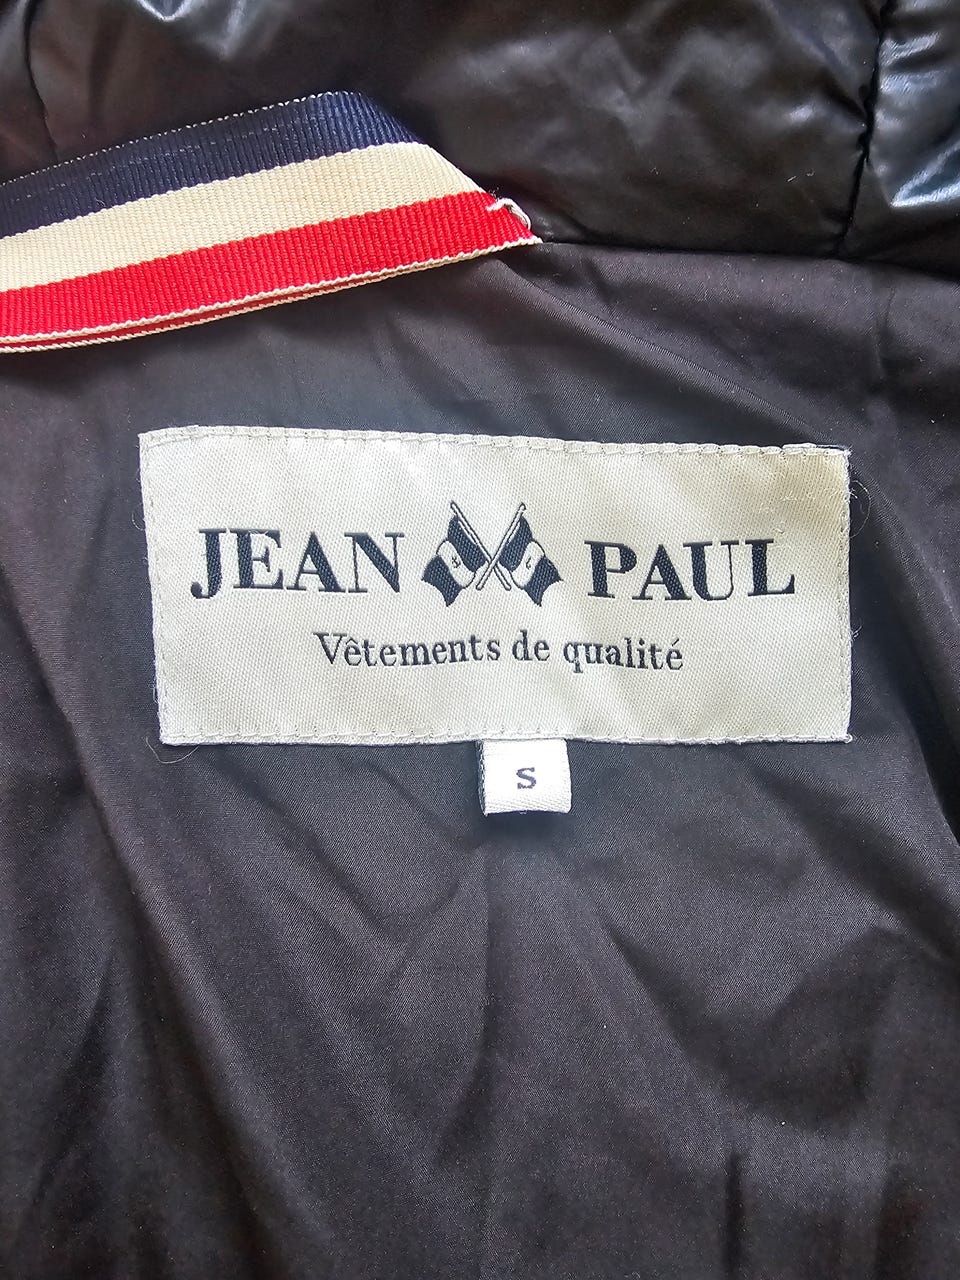 JEAN PAUL
Vêtements de qualité
S